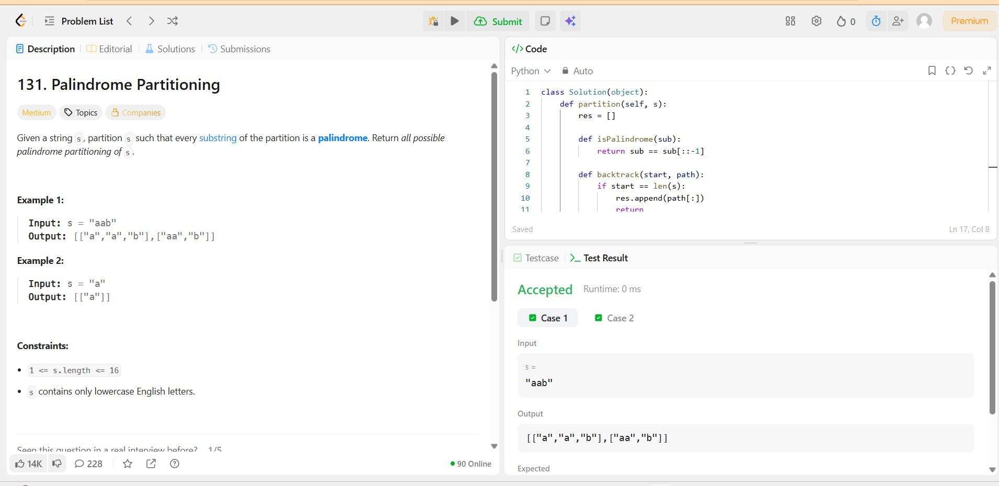 Problem List
Submit
0
Premium
Description
Editorial
Solutions
Submissions
131. Palindrome Partitioning
Medium
Topics
Companies
Given a string s, partition s such that every substring of the partition is a palindrome. Return all possible
palindrome partitioning of s.
Example 1:
Input: s = "aab"
Output: [["a","a","b"],["aa","b"]]
Example 2:
Input: s = "a"
Output: [["a"]]
Constraints:
1 <= s.length <= 16
s contains only lowercase English letters.
Seen this question in a real interview before? 1/5
14K
228
90 Online
</> Code
Python
Auto
1 class Solution(object):
2     def partition(self, s):
3         res = []
4
5         def isPalindrome(sub):
6             return sub == sub[::-1]
7
8         def backtrack(start, path):
9             if start == len(s):
10                 res.append(path[:])
11                 return
Saved
Ln 17, Col 8
Testcase
Test Result
Accepted
Runtime: 0 ms
Case 1
Case 2
Input
s =
"aab"
Output
[["a","a","b"],["aa","b"]]
Expected